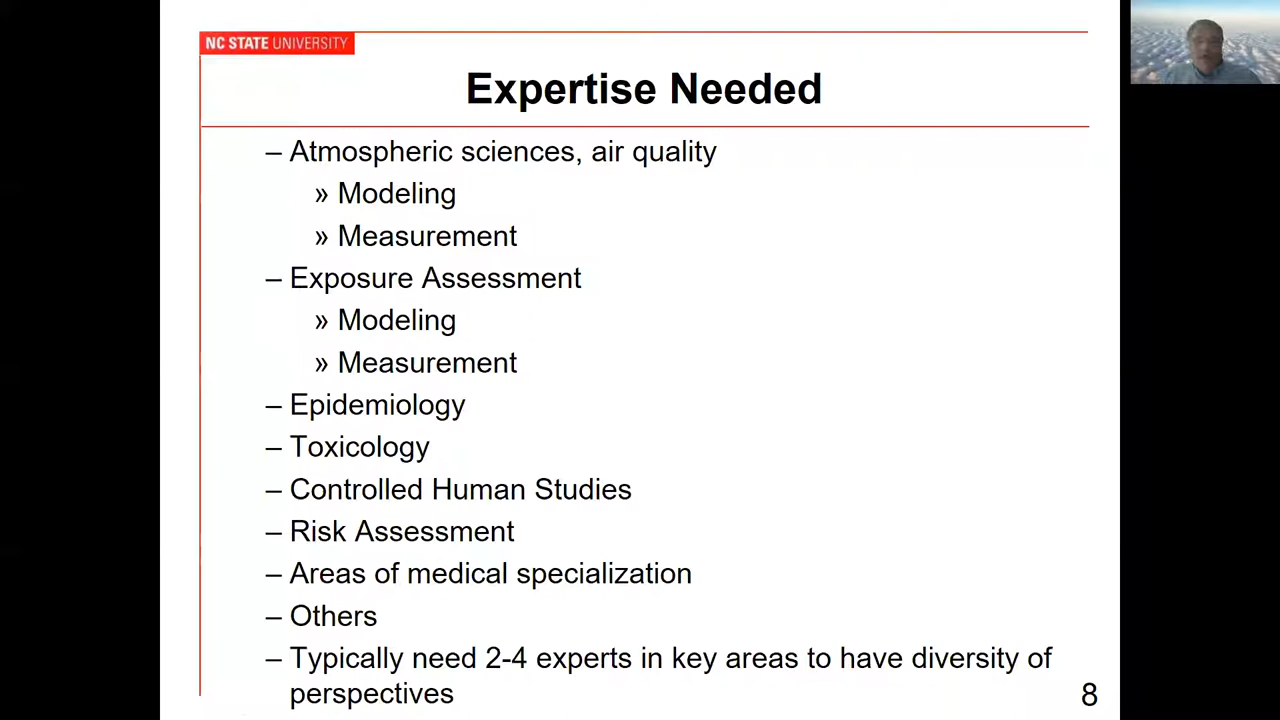 NC STATE UNIVERSITY
Expertise Needed
– Atmospheric sciences, air quality
» Modeling
» Measurement
– Exposure Assessment
» Modeling
» Measurement
– Epidemiology
– Toxicology
– Controlled Human Studies
– Risk Assessment
– Areas of medical specialization
– Others
– Typically need 2-4 experts in key areas to have diversity of
perspectives
8